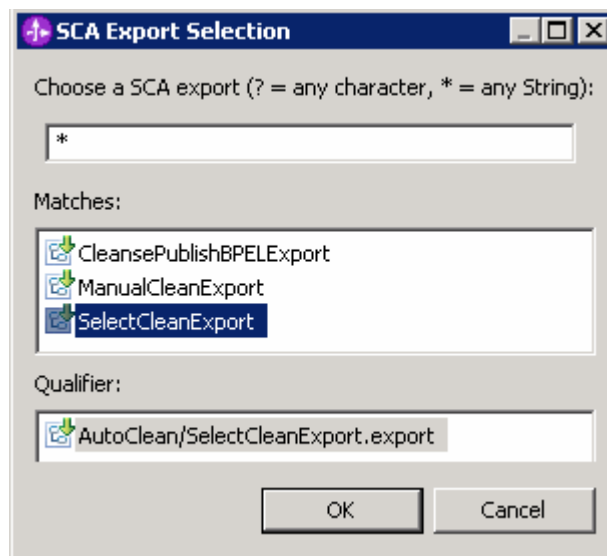 SCA Export Selection
Choose a SCA export (? = any character, * = any String):
*
Matches:
CleansePublishBPELExport
ManualCleanExport
SelectCleanExport
Qualifier:
AutoClean/SelectCleanExport.export
OK Cancel